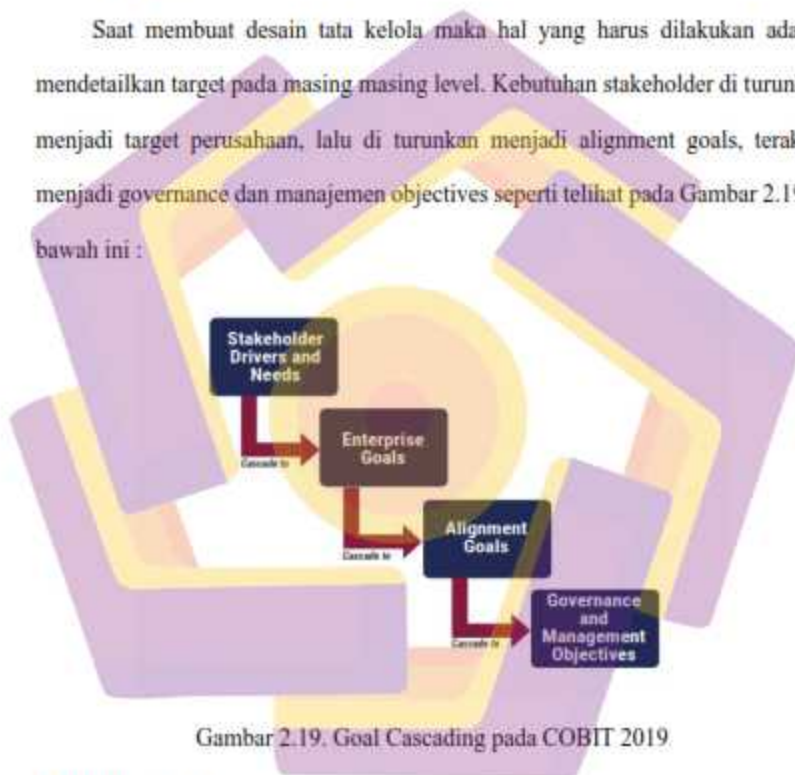 Saat membuat desain tata kelola maka hal yang harus dilakukan ada
mendetailkan target pada masing masing level. Kebutuhan stakeholder di turun
menjadi target perusahaan, lalu di turunkan menjadi alignment goals, terak
menjadi governance dan manajemen objectives seperti telihat pada Gambar 2.19
bawah ini :
Stakeholder
Drivers and
Needs
Cascade to
Enterprise
Goals
Cascade to
Alignment
Goals
Cascade to
Governance
and
Management
Objectives
Gambar 2.19. Goal Cascading pada COBIT 2019